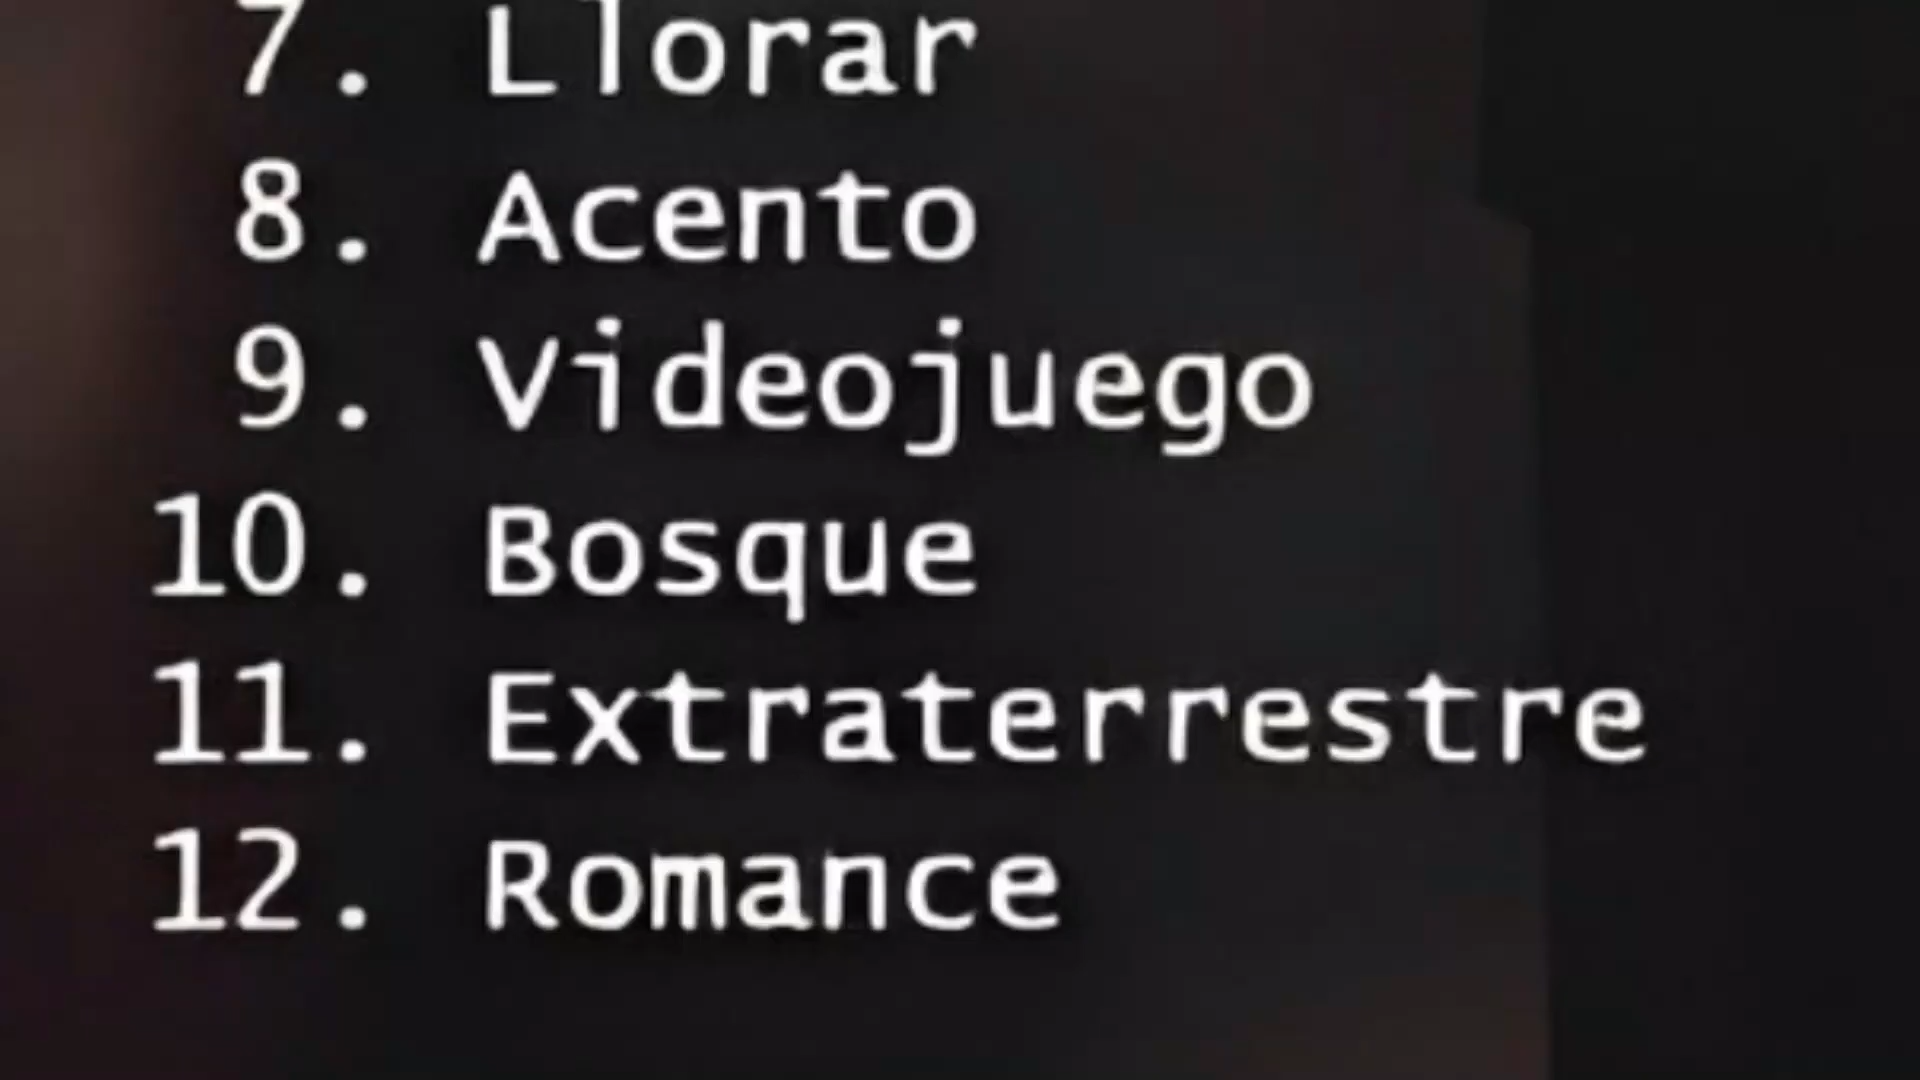 7. Llorar
8. Acento
9. Videojuego
10. Bosque
11. Extraterrestre
12. Romance